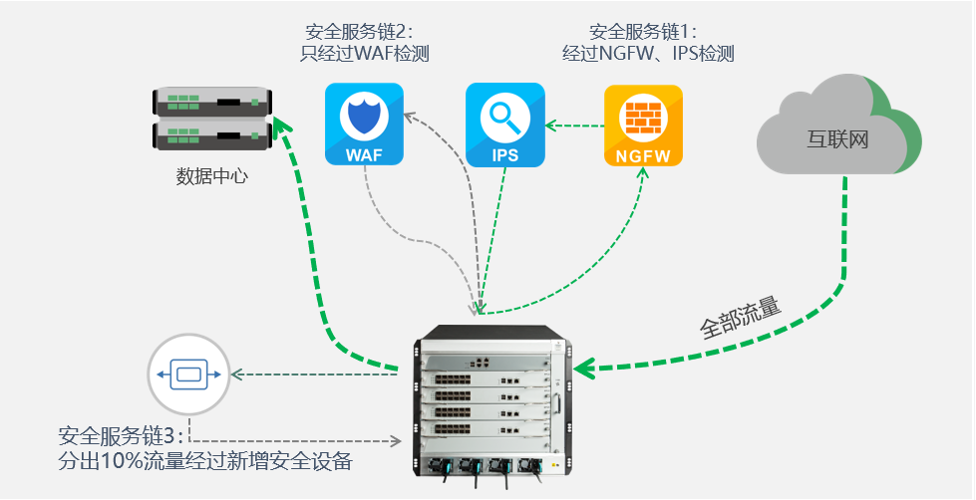 安全服务链2：
只经过WAF检测
安全服务链1：
经过NGFW、IPS检测
WAF
IPS
NGFW
互联网
数据中心
全部流量
安全服务链3：
分出10%流量经过新增安全设备